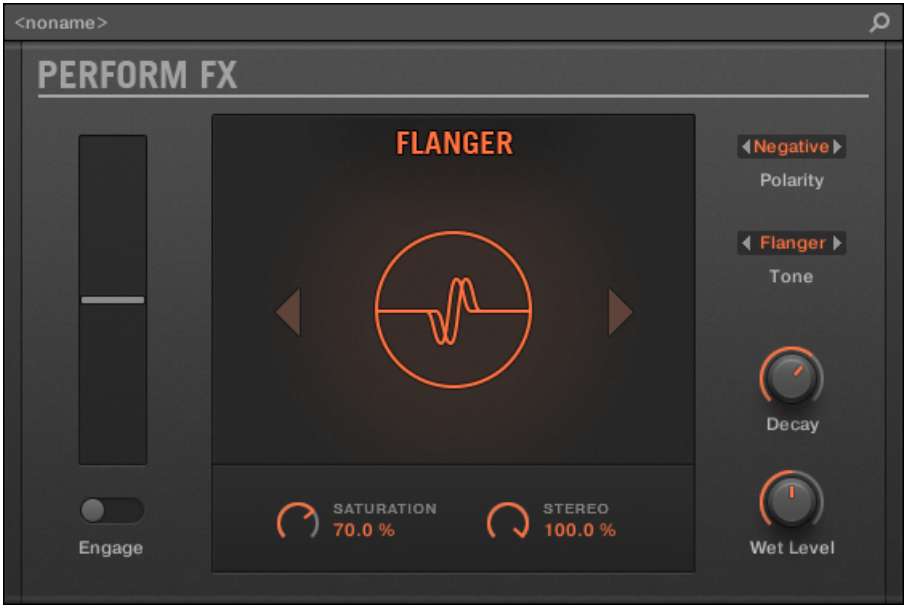 <noname>
PERFORM FX
FLANGER
Negative
Polarity
Flanger
Tone
Decay
Wet Level
Engage
SATURATION
70.0 %
STEREO
100.0 %